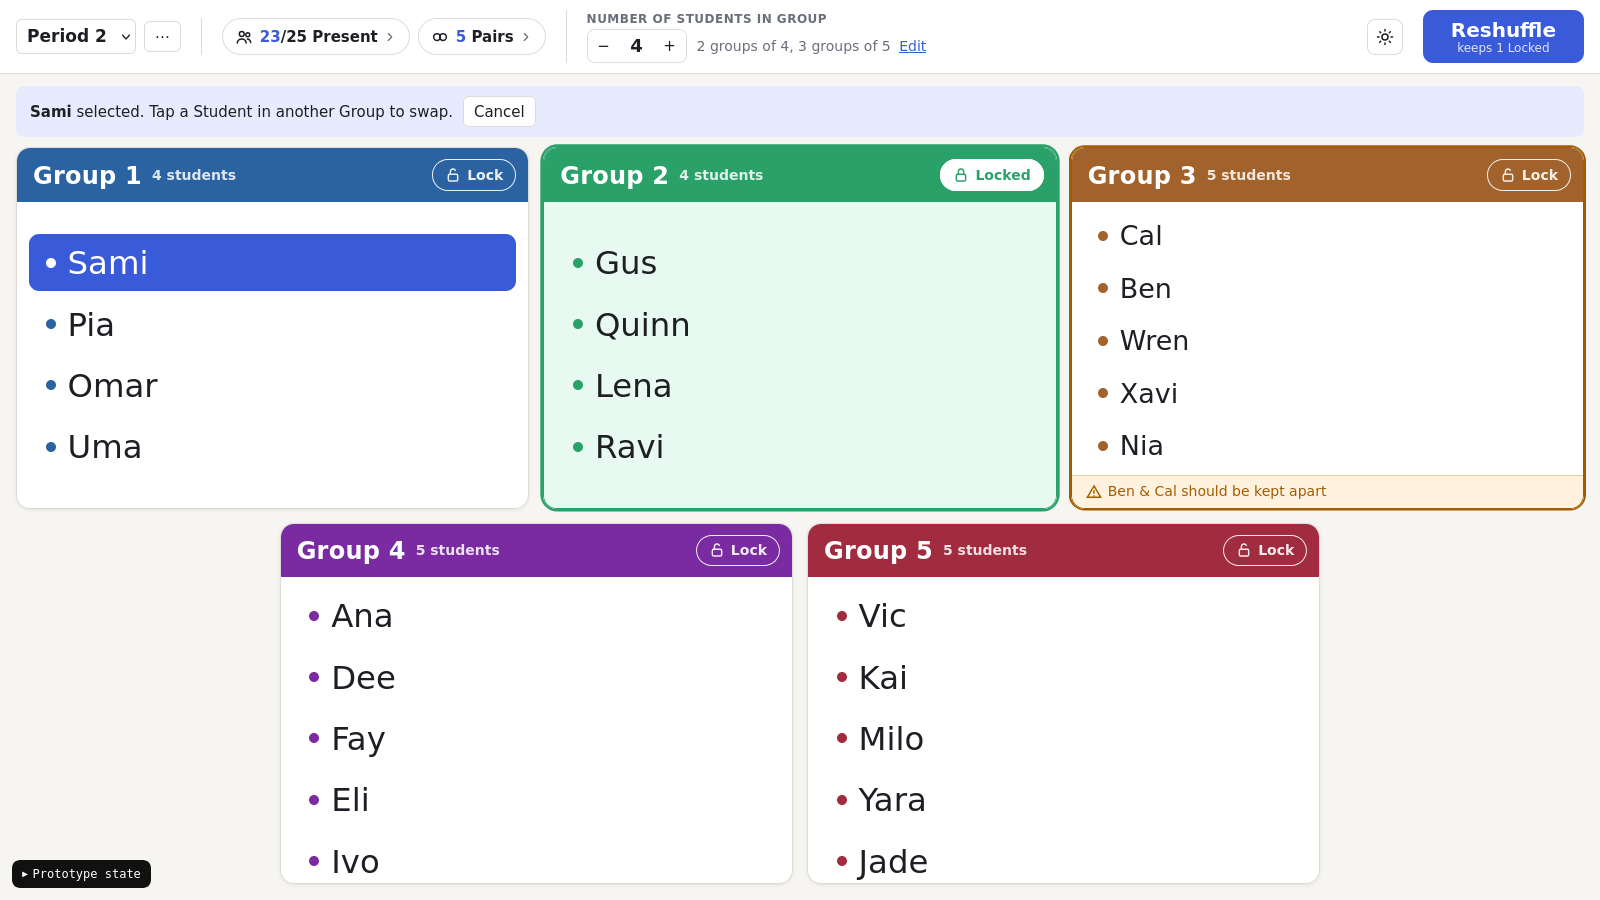 Period 2
...
23/25 Present
5 Pairs
NUMBER OF STUDENTS IN GROUP
− 4 +
2 groups of 4, 3 groups of 5 Edit
Reshuffle
keeps 1 Locked
Sami selected. Tap a Student in another Group to swap. Cancel
Group 1 4 students Lock
Sami
Pia
Omar
Uma
Group 2 4 students Locked
Gus
Quinn
Lena
Ravi
Group 3 5 students Lock
Cal
Ben
Wren
Xavi
Nia
Ben & Cal should be kept apart
Group 4 5 students Lock
Ana
Dee
Fay
Eli
Ivo
Group 5 5 students Lock
Vic
Kai
Milo
Yara
Jade
Prototype state